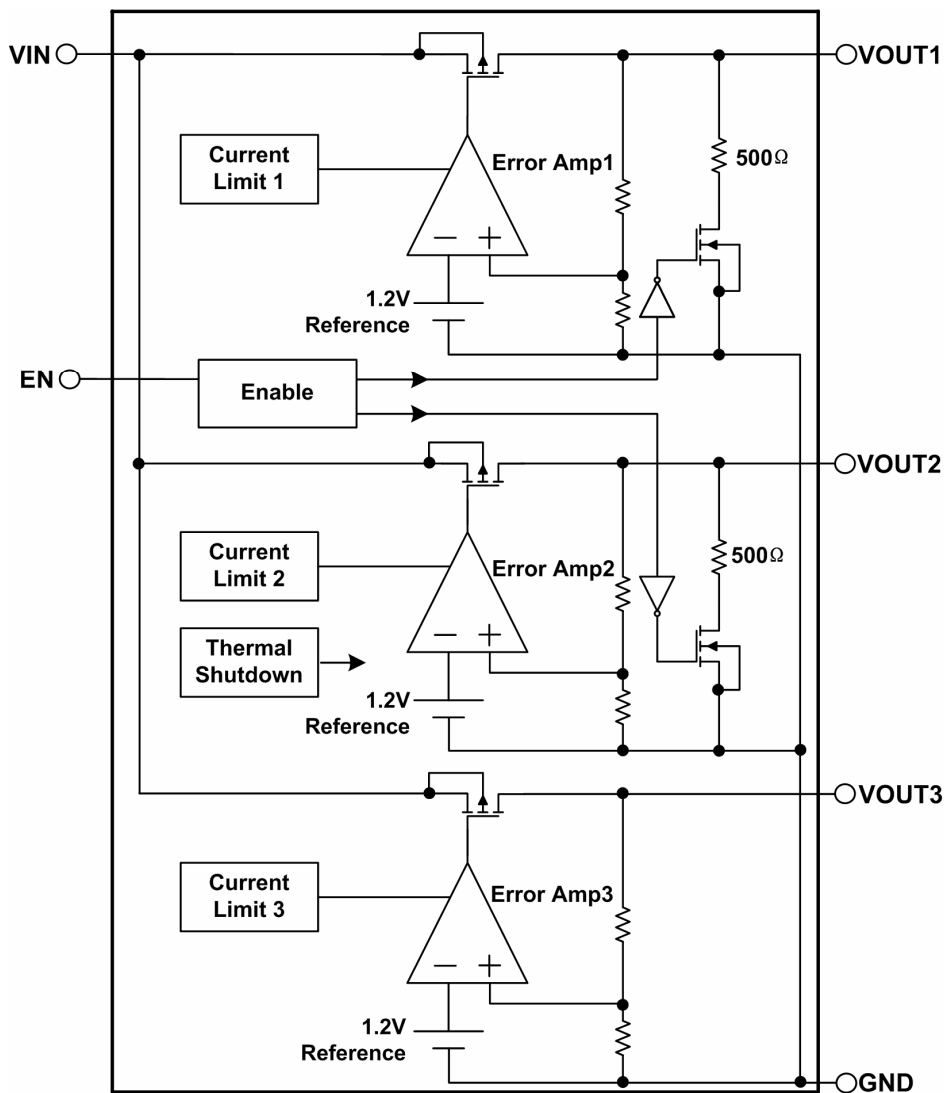 VIN
VOUT1
Current
Limit 1
Error Amp1
500Ω
− +
1.2V
Reference
EN
Enable
VOUT2
Current
Limit 2
Error Amp2
500Ω
Thermal
Shutdown
− +
1.2V
Reference
VOUT3
Current
Limit 3
Error Amp3
− +
1.2V
Reference
GND